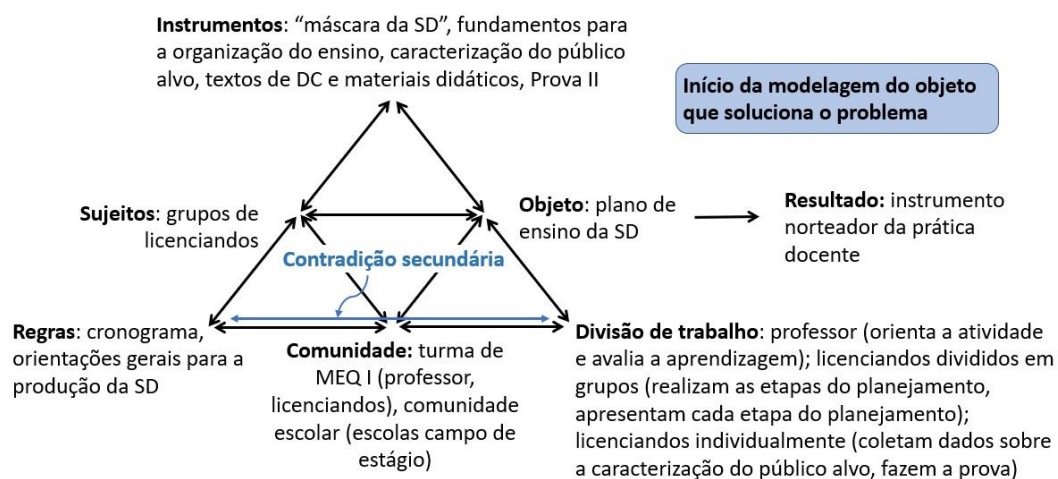 Instrumentos: “máscara da SD”, fundamentos para
a organização do ensino, caracterização do público
alvo, textos de DC e materiais didáticos, Prova II
Início da modelagem do objeto
que soluciona o problema
Sujeitos: grupos de
licenciandos
Objeto: plano de
ensino da SD
Resultado: instrumento
norteador da prática
docente
Contradição secundária
Regras: cronograma,
orientações gerais para a
produção da SD
Comunidade: turma de
MEQ I (professor,
licenciandos), comunidade
escolar (escolas campo de
estágio)
Divisão de trabalho: professor (orienta a atividade
e avalia a aprendizagem); licenciandos divididos em
grupos (realizam as etapas do planejamento,
apresentam cada etapa do planejamento);
licenciandos individualmente (coletam dados sobre
a caracterização do público alvo, fazem a prova)